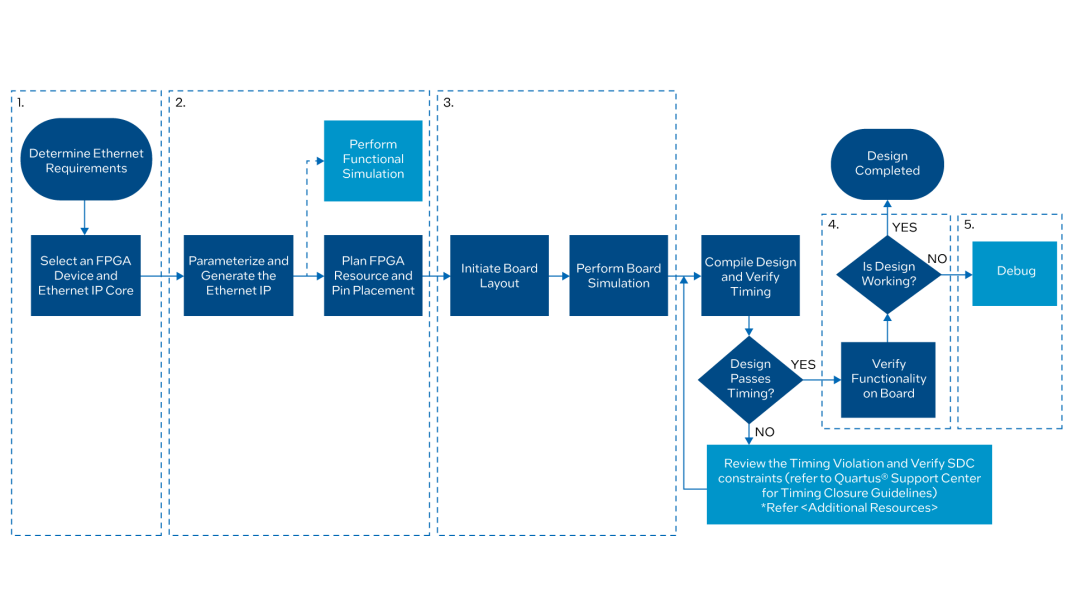 1.
Determine Ethernet
Requirements
Select an FPGA
Device and
Ethernet IP Core
2.
Perform
Functional
Simulation
Parameterize and
Generate the
Ethernet IP
Plan FPGA
Resource and
Pin Placement
3.
Initiate Board
Layout
Perform Board
Simulation
Compile Design
and Verify
Timing
Design
Passes
Timing?
YES
NO
Review the Timing Violation and Verify SDC
constraints (refer to Quartus® Support Center
for Timing Closure Guidelines)
*Refer <Additional Resources>
Design
Completed
4.
YES
Is Design
Working?
NO
Verify
Functionality
on Board
5.
Debug